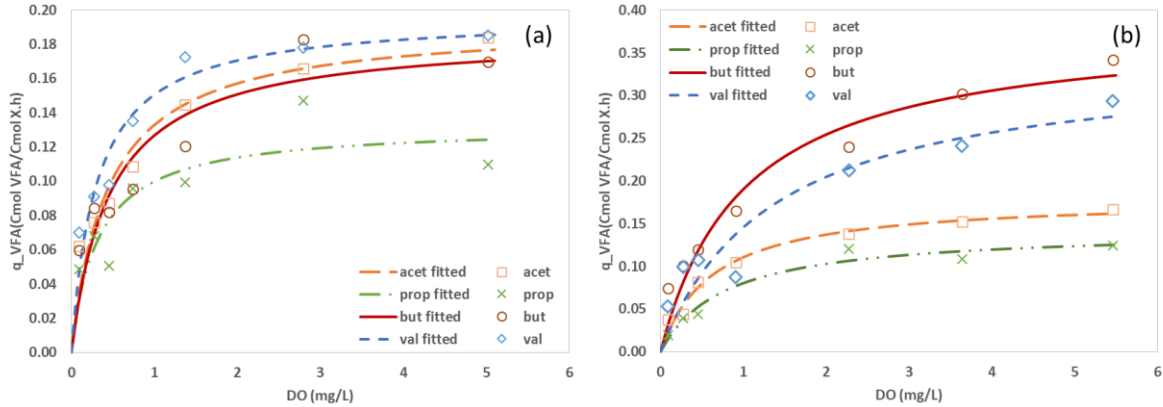 (a)
q_VFA(Cmol VFA/Cmol X.h)
0.20
0.18
0.16
0.14
0.12
0.10
0.08
0.06
0.04
0.02
0.00
0 1 2 3 4 5 6
DO (mg/L)
acet fitted acet
prop fitted prop
but fitted but
val fitted val
(b)
q_VFA(Cmol VFA/Cmol X.h)
0.40
0.35
0.30
0.25
0.20
0.15
0.10
0.05
0.00
0 1 2 3 4 5 6
DO (mg/L)
acet fitted acet
prop fitted prop
but fitted but
val fitted val